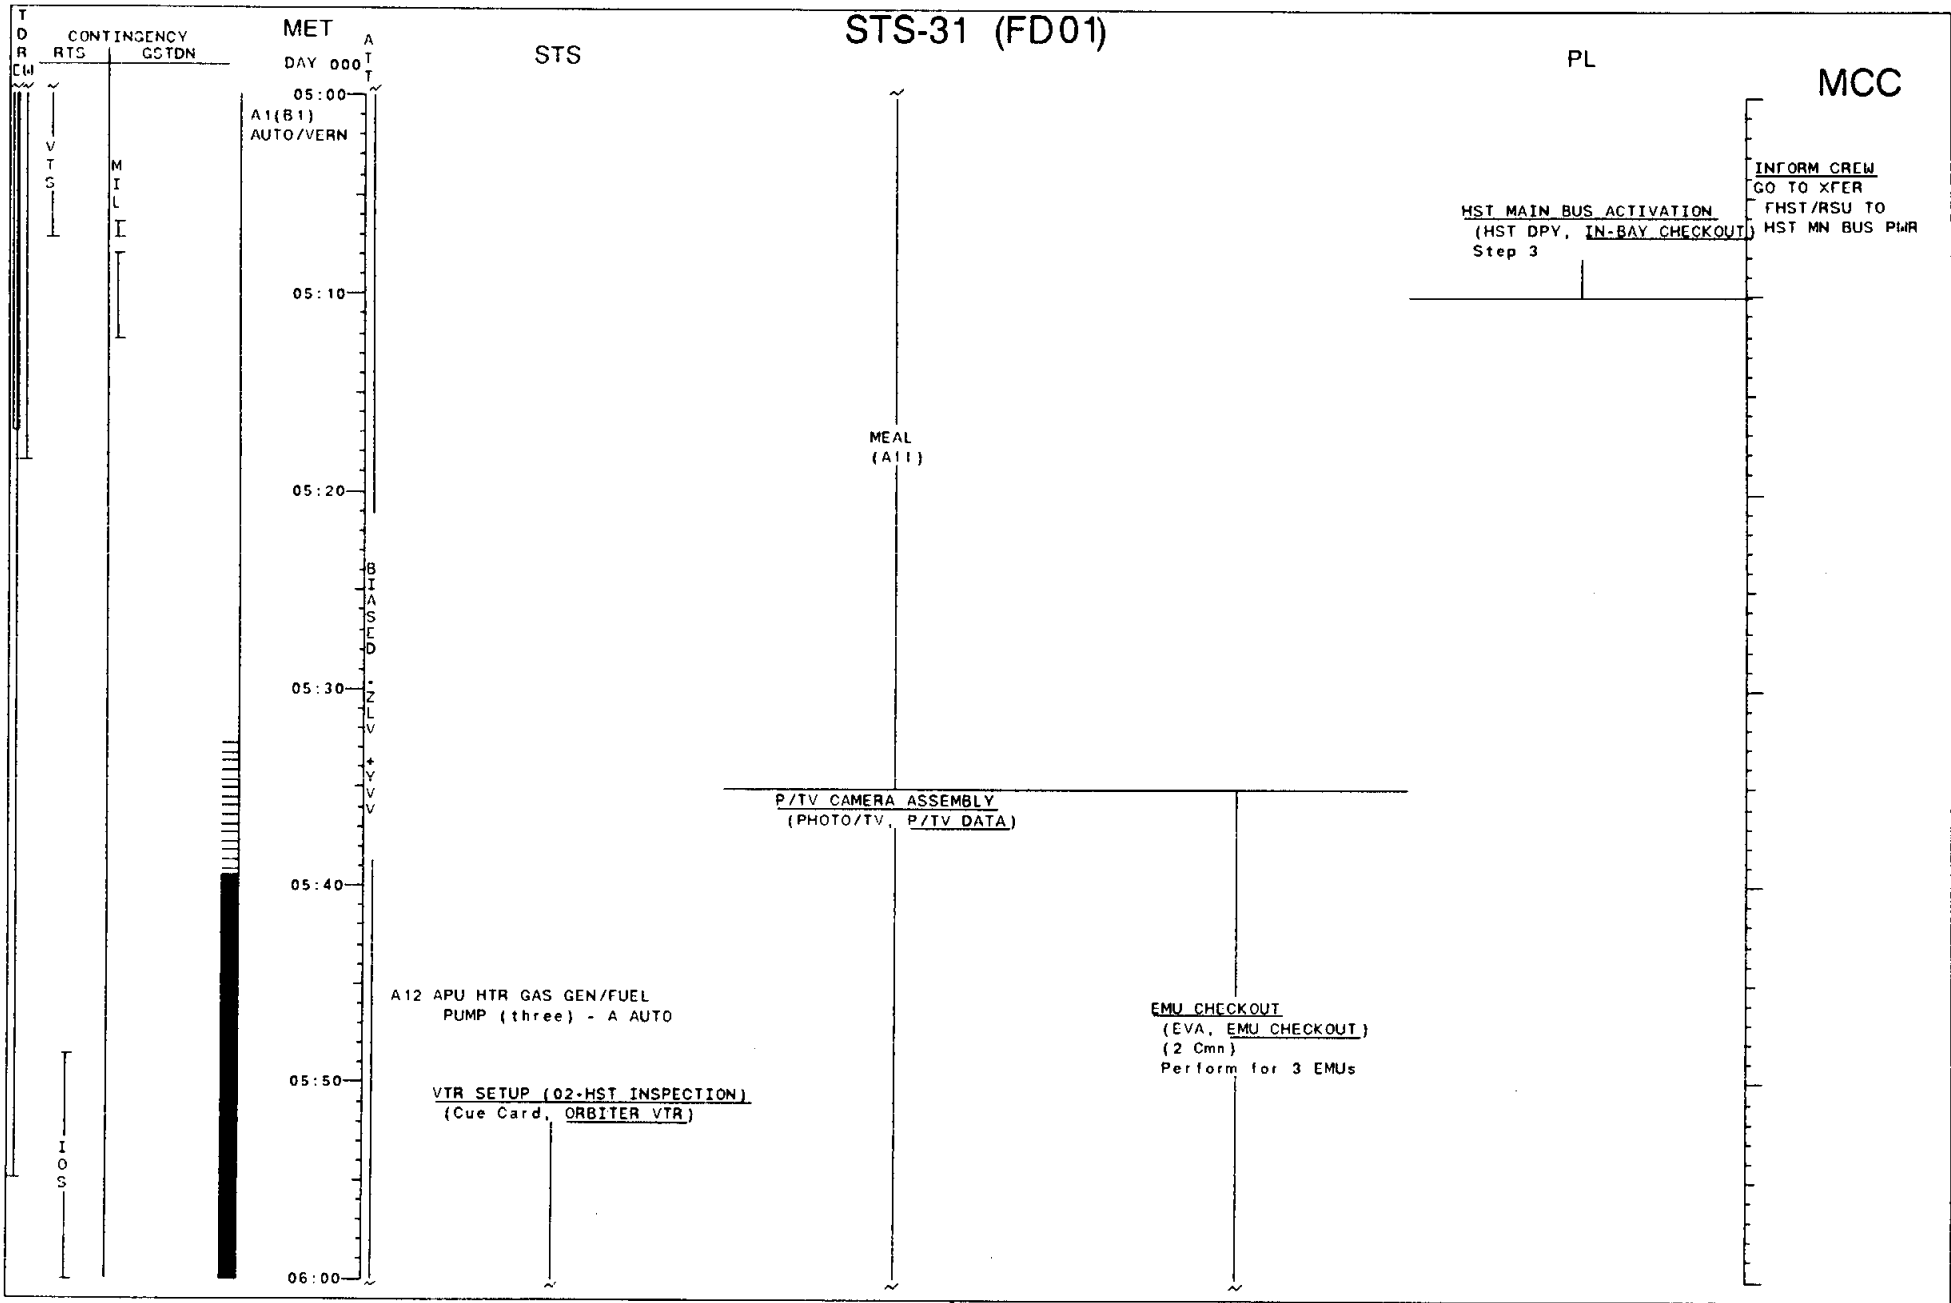 STS-31 (FD01)
TDR
EW
CONTINGENCY
RTS GSTDN
MET
DAY 000
ATT
STS
PL
MCC
05:00
A1(B1)
AUTO/VERN
VTS
MIL
INFORM CREW
GO TO XFER
FHST/RSU TO
HST MN BUS PWR
HST MAIN BUS ACTIVATION
(HST DPY, IN-BAY CHECKOUT)
Step 3
05:10
MEAL
(All)
05:20
BIASED -ZLV +YVV
05:30
P/TV CAMERA ASSEMBLY
(PHOTO/TV, P/TV DATA)
05:40
A12 APU HTR GAS GEN/FUEL
PUMP (three) - A AUTO
EMU CHECKOUT
(EVA, EMU CHECKOUT)
(2 Cmn)
Perform for 3 EMUs
05:50
VTR SETUP (02-HST INSPECTION)
(Cue Card, ORBITER VTR)
IOS
06:00